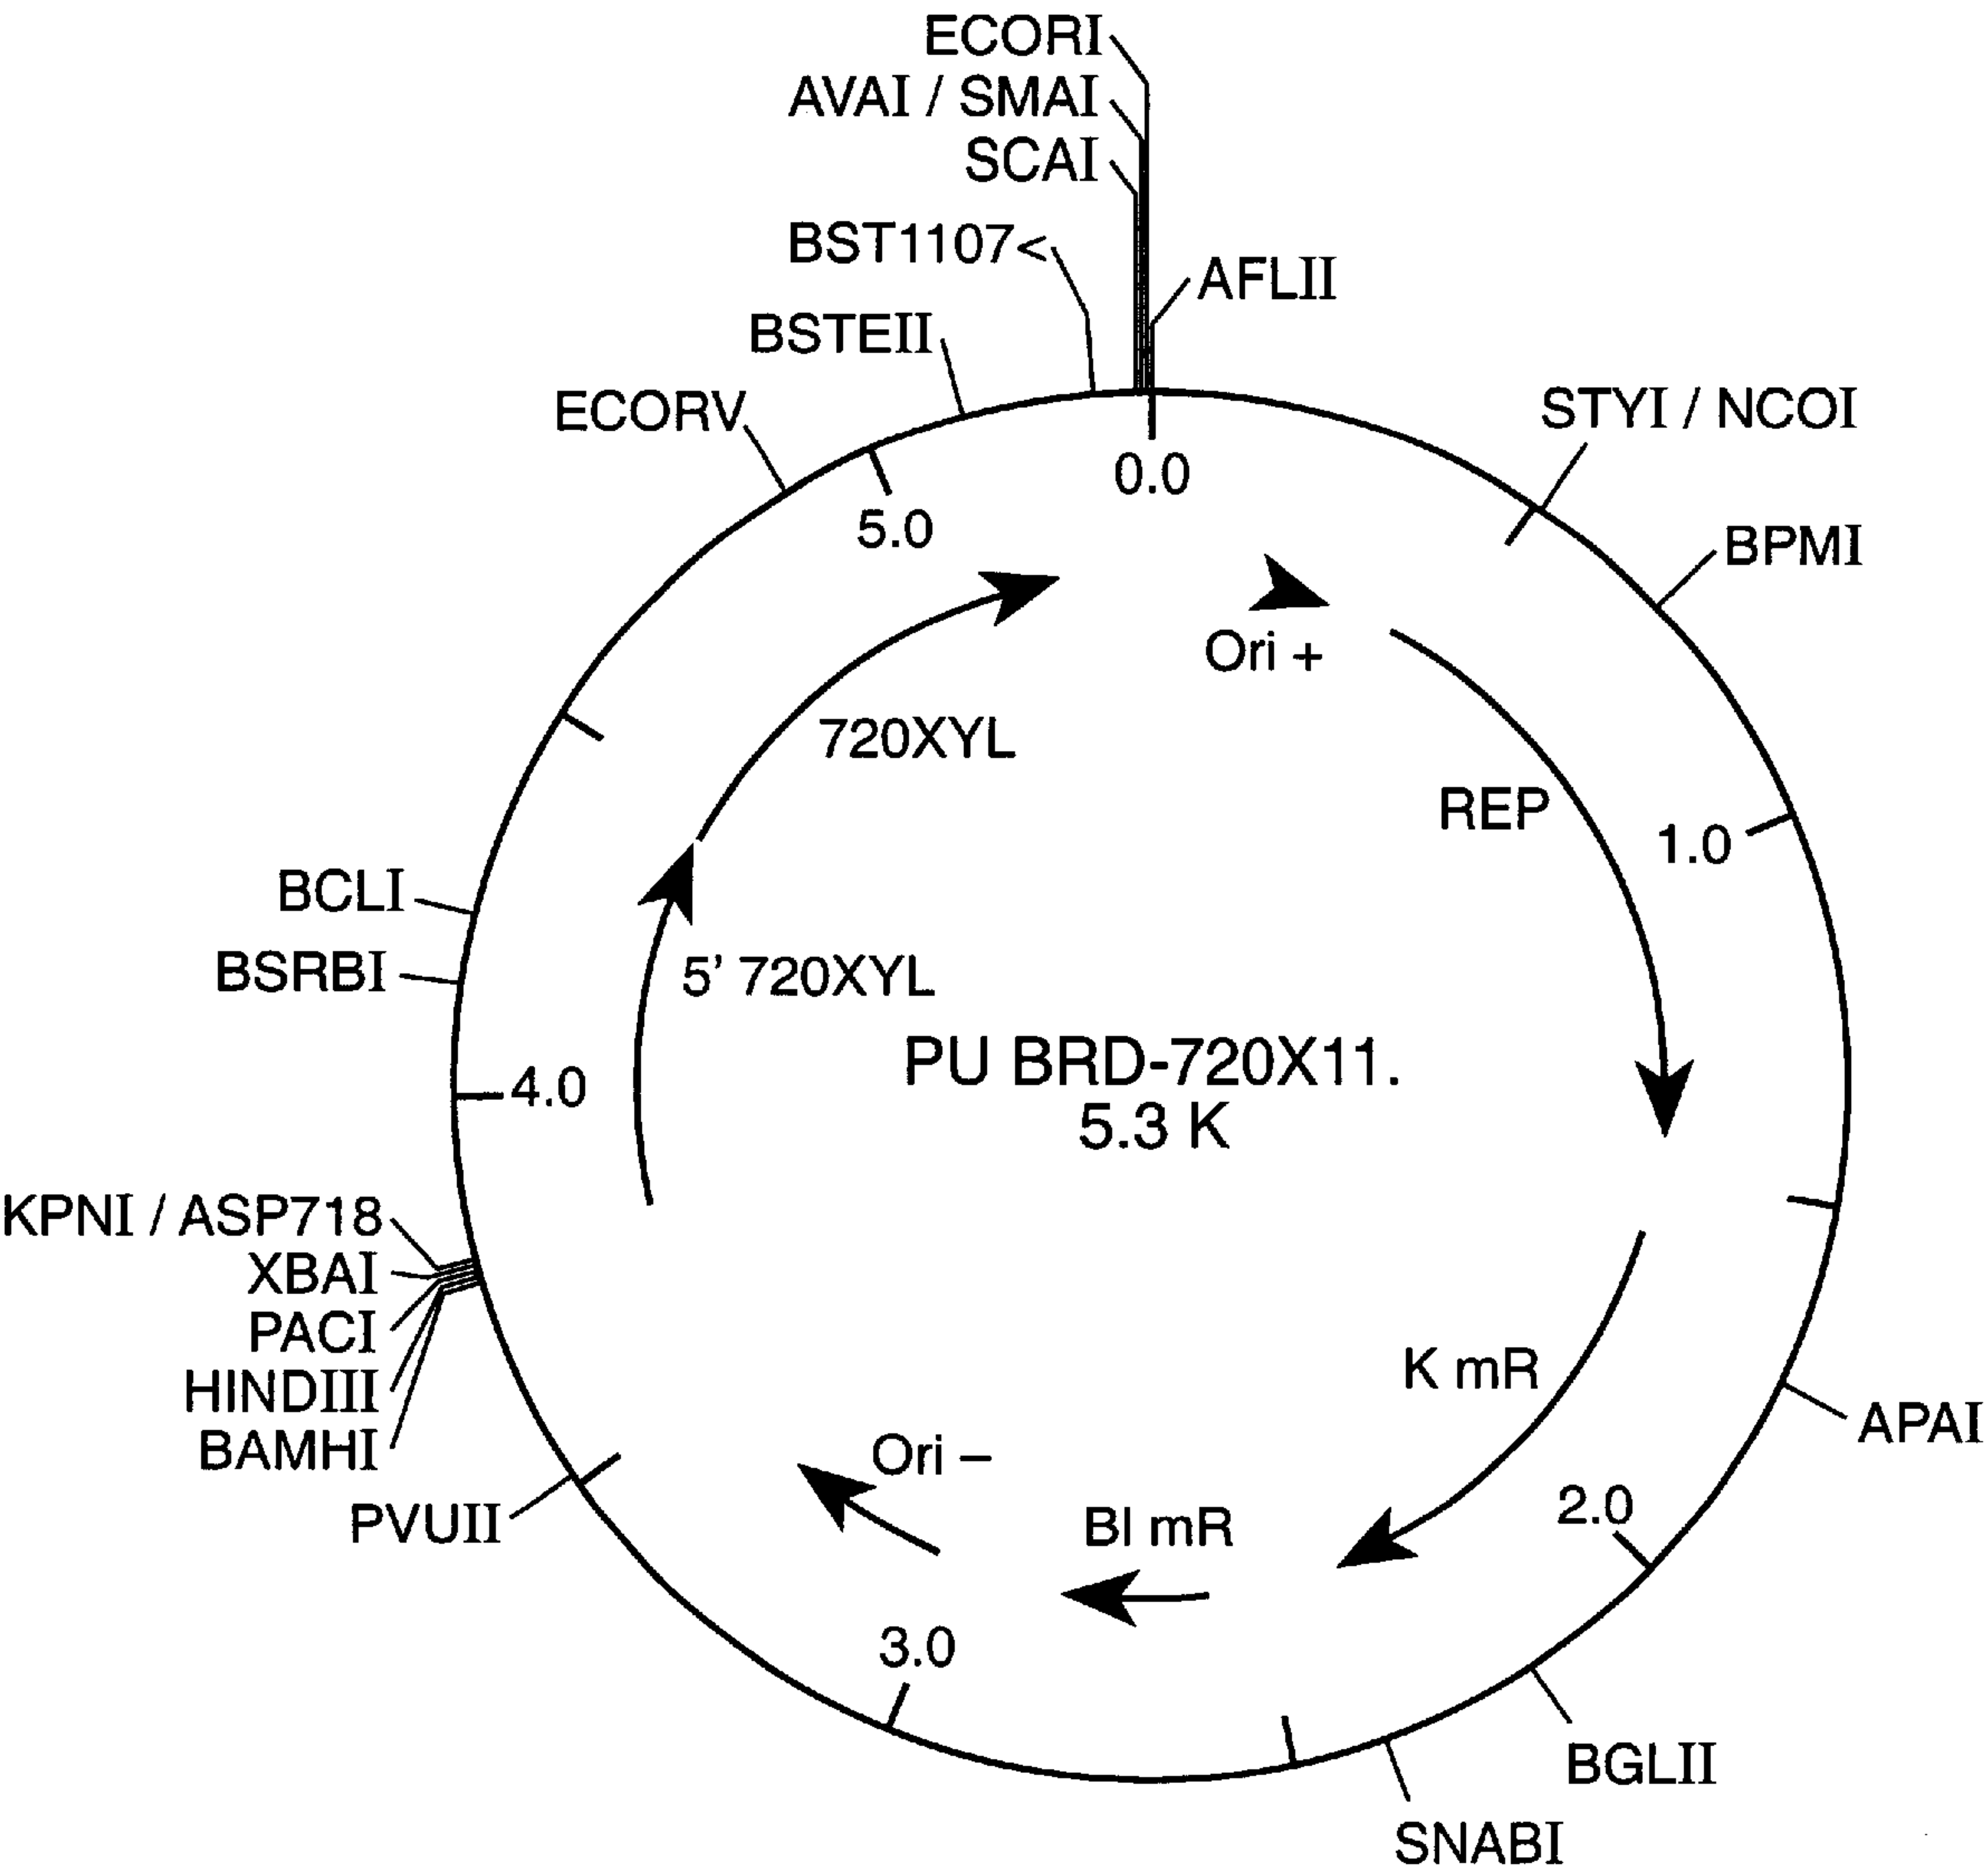 ECORI
AVAI / SMAI
SCAI
BST1107<
AFLII
BSTEII
ECORV
STYI / NCOI
0.0
5.0
BPMI
Ori +
720XYL
REP
1.0
BCLI
BSRBI
5' 720XYL
PU BRD-720X11.
5.3 K
4.0
KPNI / ASP718
XBAI
PACI
HINDIII
BAMHI
PVUII
K mR
APAI
Ori –
2.0
Bl mR
3.0
BGLII
SNABI